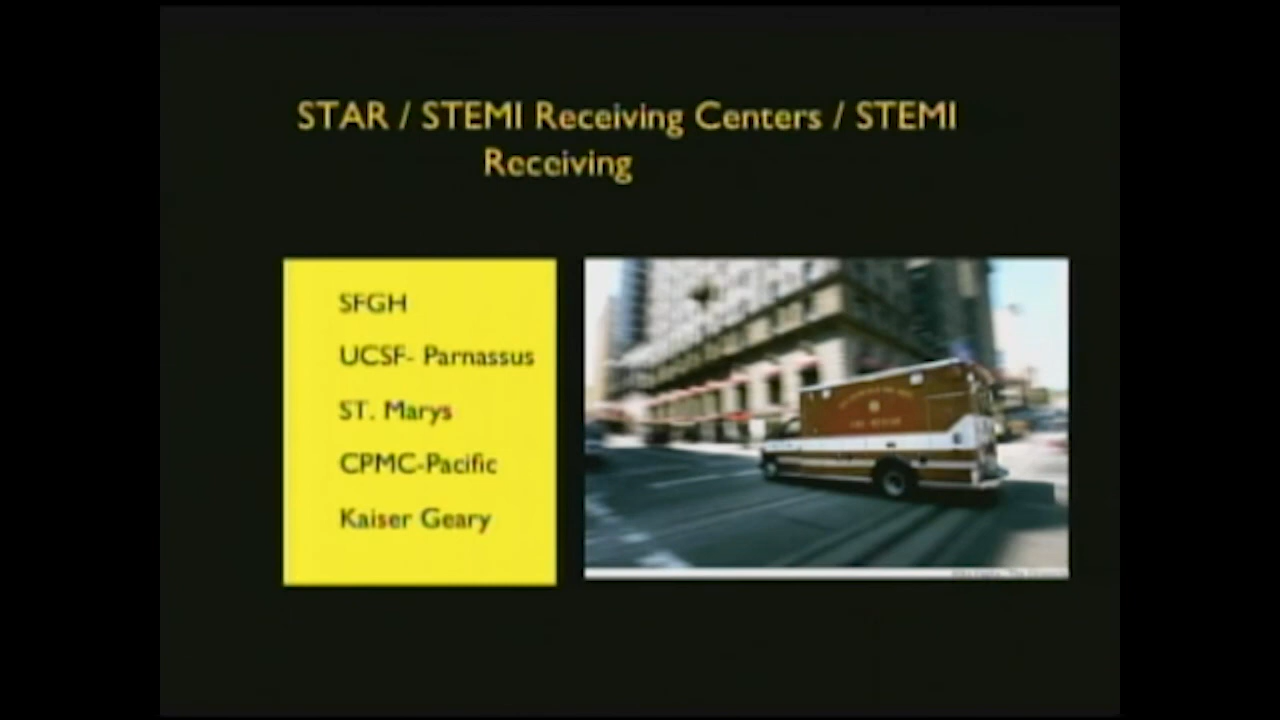 STAR / STEMI Receiving Centers / STEMI
Receiving
SFGH
UCSF- Parnassus
ST. Marys
CPMC-Pacific
Kaiser Geary